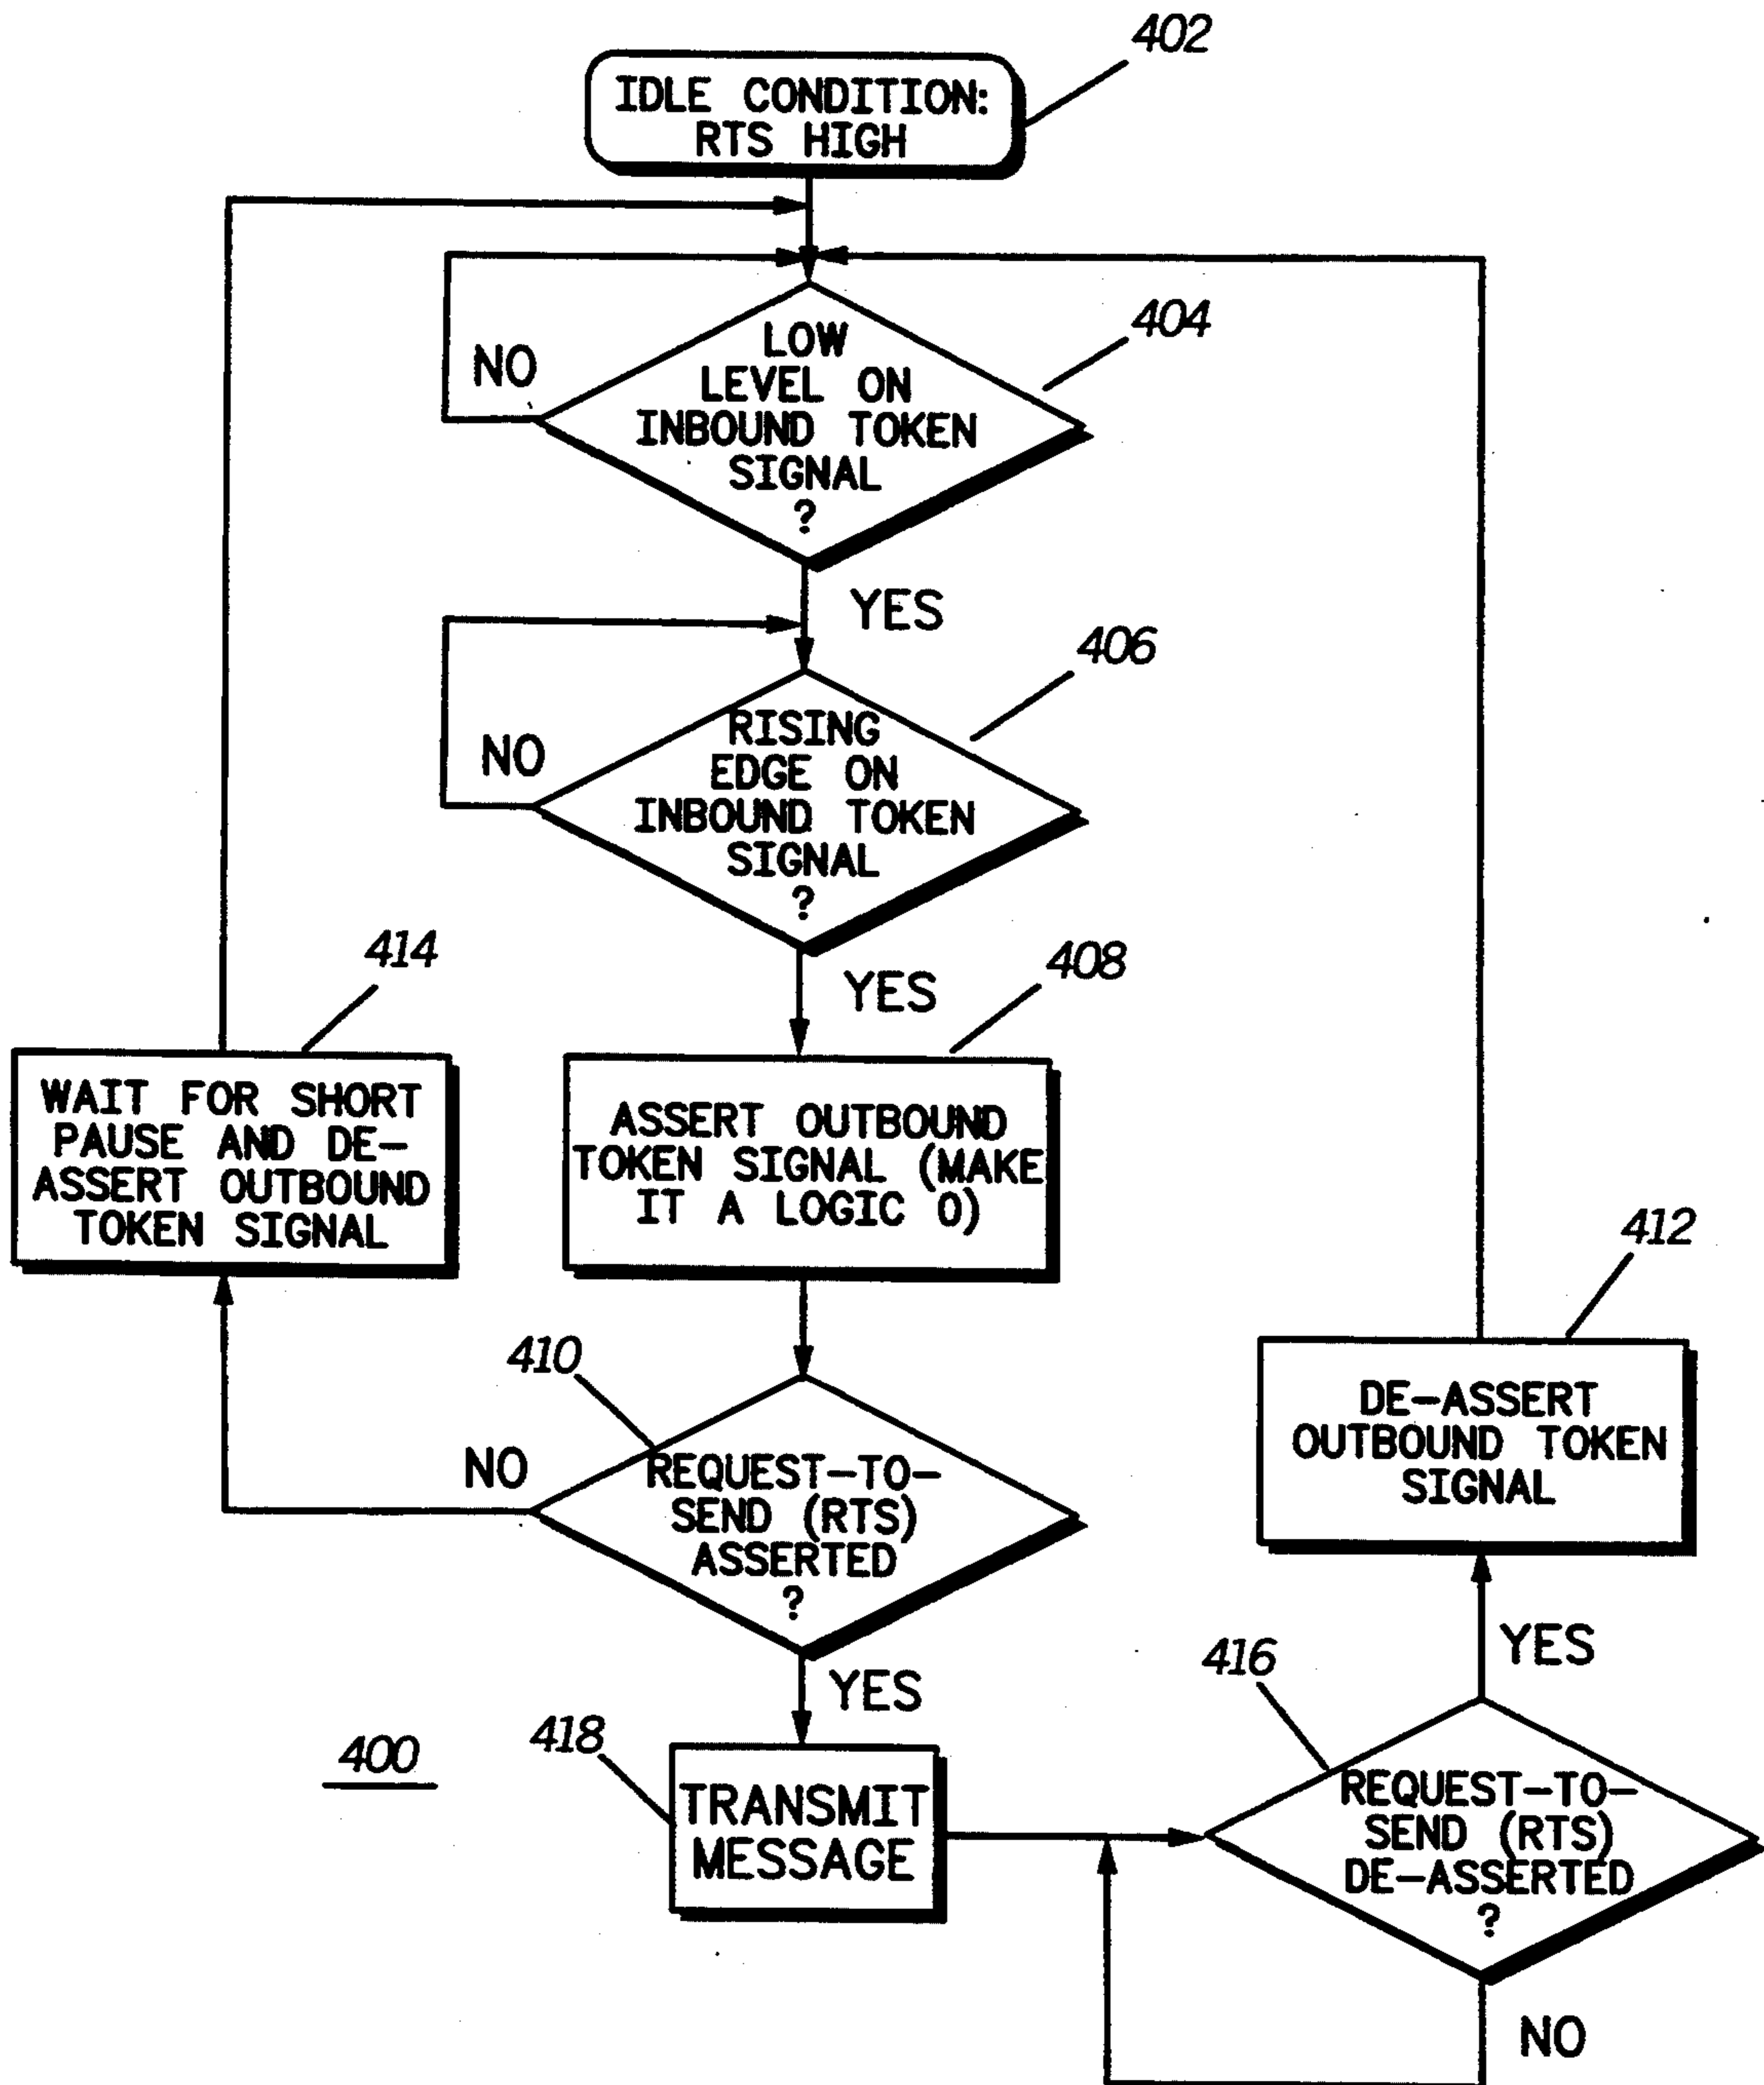 402
IDLE CONDITION:
RTS HIGH
404
LOW
LEVEL ON
INBOUND TOKEN
SIGNAL
?
NO
YES
406
RISING
EDGE ON
INBOUND TOKEN
SIGNAL
?
NO
YES
414
WAIT FOR SHORT
PAUSE AND DE-
ASSERT OUTBOUND
TOKEN SIGNAL
408
ASSERT OUTBOUND
TOKEN SIGNAL (MAKE
IT A LOGIC 0)
412
DE-ASSERT
OUTBOUND TOKEN
SIGNAL
410
NO
REQUEST-TO-
SEND (RTS)
ASSERTED
?
YES
400
418
TRANSMIT
MESSAGE
416
YES
REQUEST-TO-
SEND (RTS)
DE-ASSERTED
?
NO